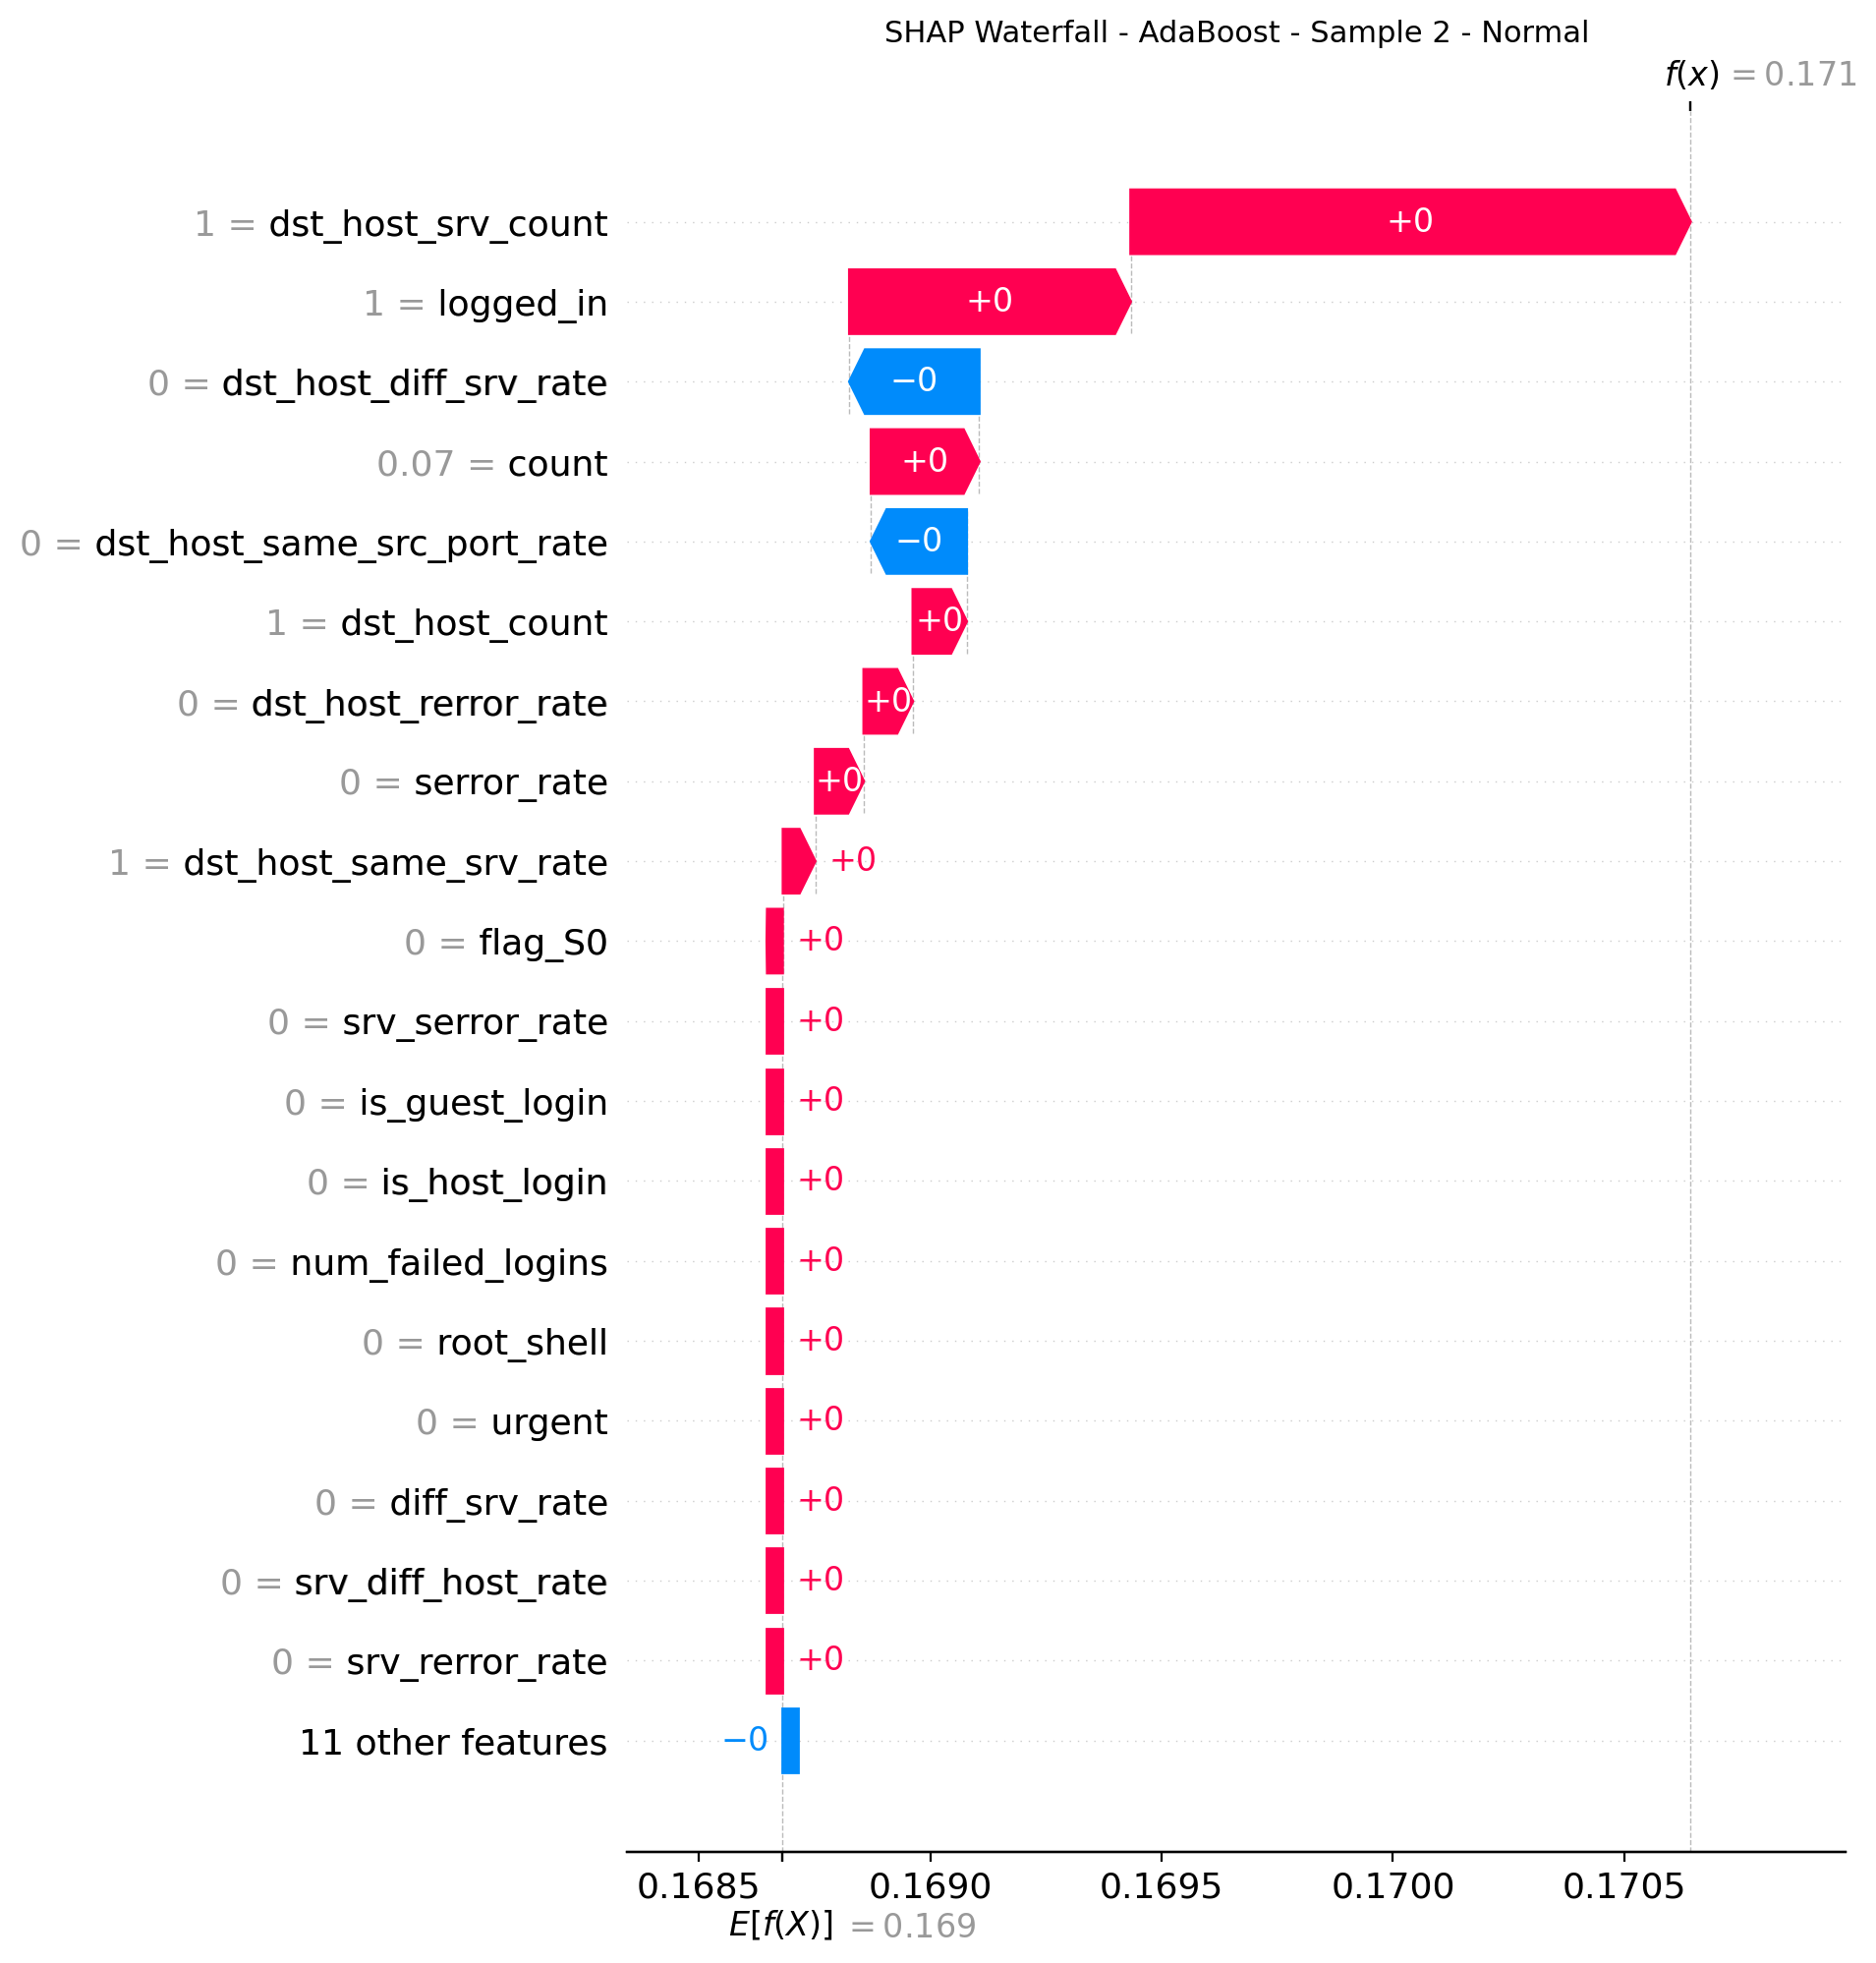 SHAP Waterfall - AdaBoost - Sample 2 - Normal
f(x) = 0.171
1 = dst_host_srv_count +0
1 = logged_in +0
0 = dst_host_diff_srv_rate −0
0.07 = count +0
0 = dst_host_same_src_port_rate −0
1 = dst_host_count +0
0 = dst_host_rerror_rate +0
0 = serror_rate +0
1 = dst_host_same_srv_rate +0
0 = flag_S0 +0
0 = srv_serror_rate +0
0 = is_guest_login +0
0 = is_host_login +0
0 = num_failed_logins +0
0 = root_shell +0
0 = urgent +0
0 = diff_srv_rate +0
0 = srv_diff_host_rate +0
0 = srv_rerror_rate +0
11 other features −0
0.1685 0.1690 0.1695 0.1700 0.1705
E[f(X)] = 0.169